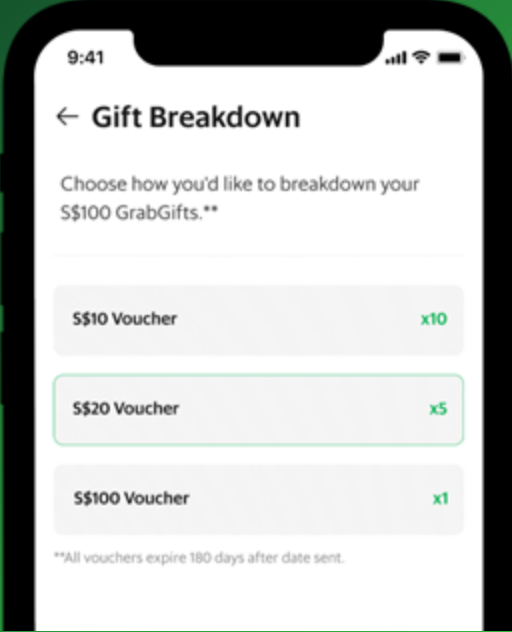 9:41
← Gift Breakdown
Choose how you'd like to breakdown your
S$100 GrabGifts.**
S$10 Voucher x10
S$20 Voucher x5
S$100 Voucher x1
**All vouchers expire 180 days after date sent.